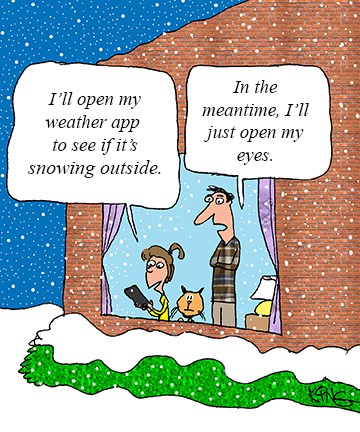 I'll open my
weather app
to see if it's
snowing outside.
In the
meantime, I'll
just open my
eyes.